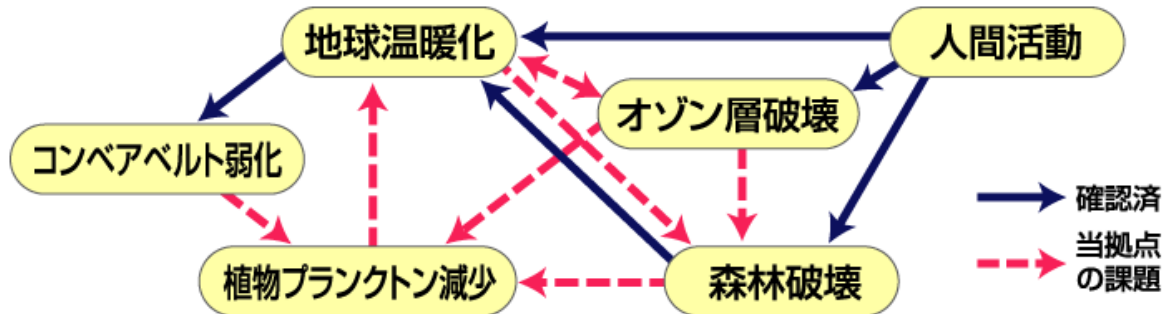 地球温暖化
人間活動
オゾン層破壊
コンベアベルト弱化
植物プランクトン減少
森林破壊
確認済
当拠点
の課題